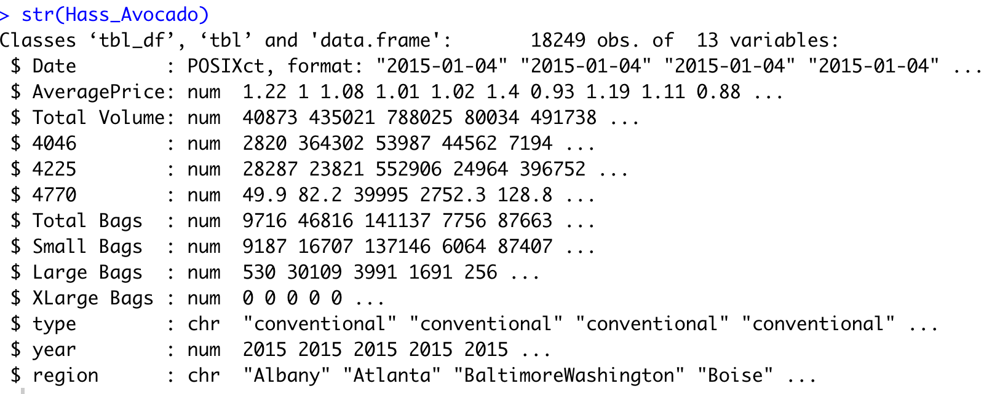 > str(Hass_Avocado)
Classes ‘tbl_df’, ‘tbl’ and 'data.frame':	18249 obs. of  13 variables:
 $ Date        : POSIXct, format: "2015-01-04" "2015-01-04" "2015-01-04" "2015-01-04" ...
 $ AveragePrice: num  1.22 1 1.08 1.01 1.02 1.4 0.93 1.19 1.11 0.88 ...
 $ Total Volume: num  40873 435021 788025 80034 491738 ...
 $ 4046        : num  2820 364302 53987 44562 7194 ...
 $ 4225        : num  28287 23821 552906 24964 396752 ...
 $ 4770        : num  49.9 82.2 39995 2752.3 128.8 ...
 $ Total Bags  : num  9716 46816 141137 7756 87663 ...
 $ Small Bags  : num  9187 16707 137146 6064 87407 ...
 $ Large Bags  : num  530 30109 3991 1691 256 ...
 $ XLarge Bags : num  0 0 0 0 0 ...
 $ type        : chr  "conventional" "conventional" "conventional" "conventional" ...
 $ year        : num  2015 2015 2015 2015 2015 ...
 $ region      : chr  "Albany" "Atlanta" "BaltimoreWashington" "Boise" ...